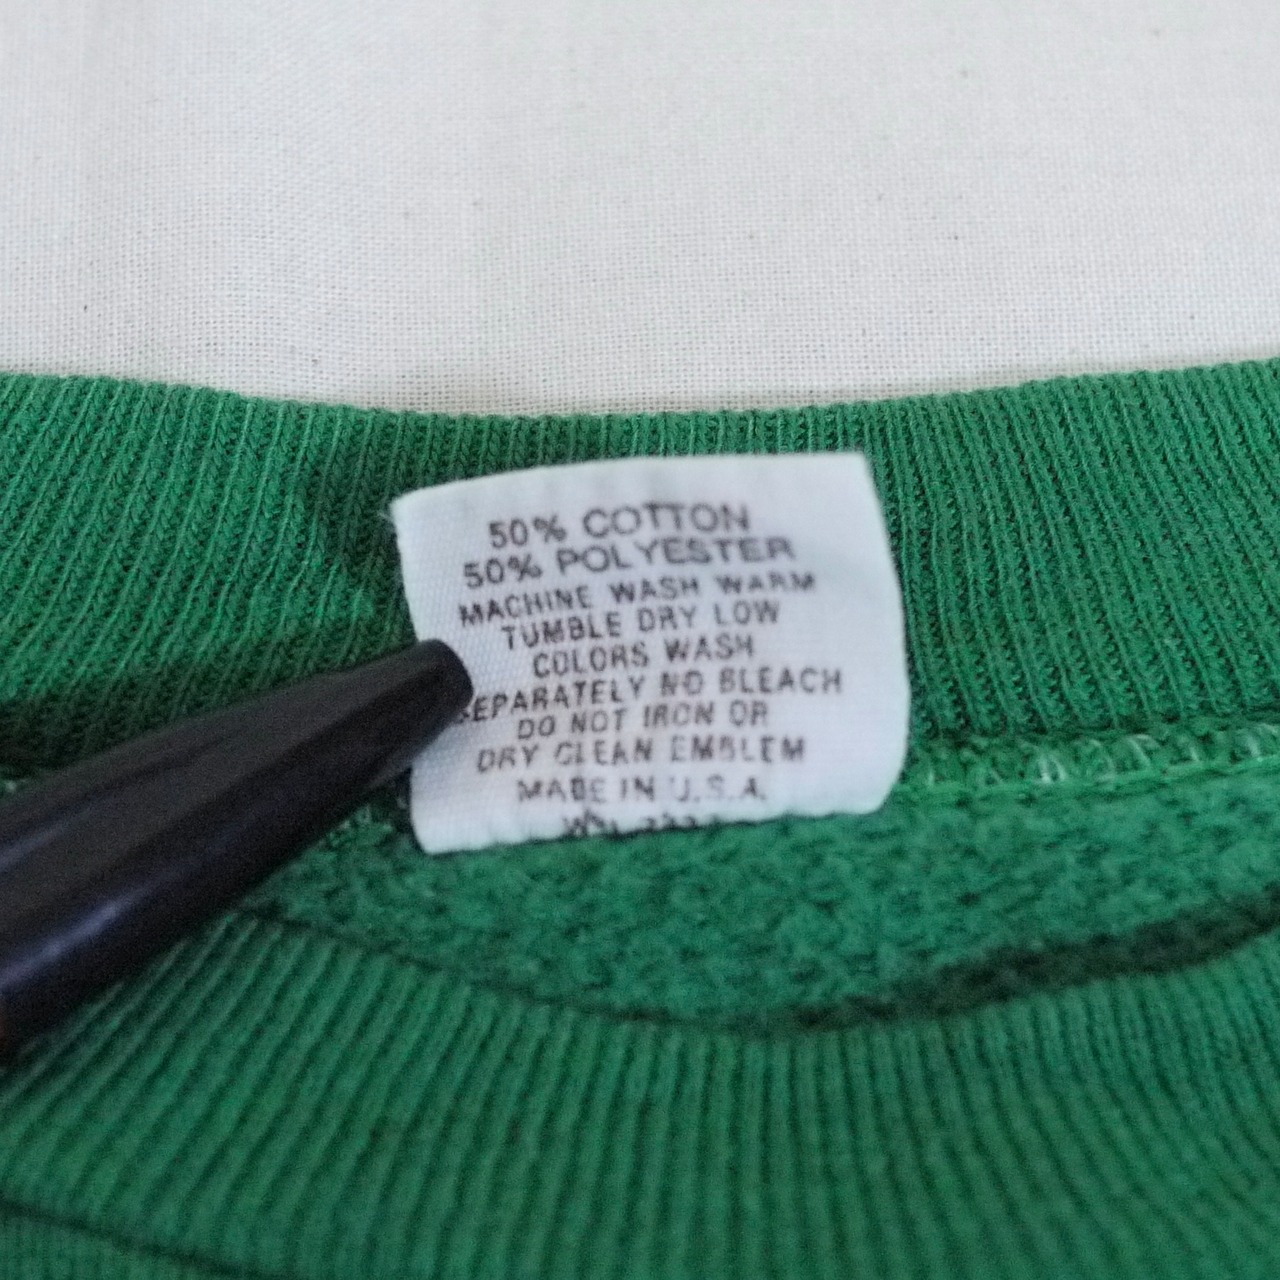 50% COTTON
50% POLYESTER
MACHINE WASH WARM
TUMBLE DRY LOW
COLORS WASH
SEPARATELY NO BLEACH
DO NOT IRON OR
DRY CLEAN EMBLEM
MADE IN U.S.A.